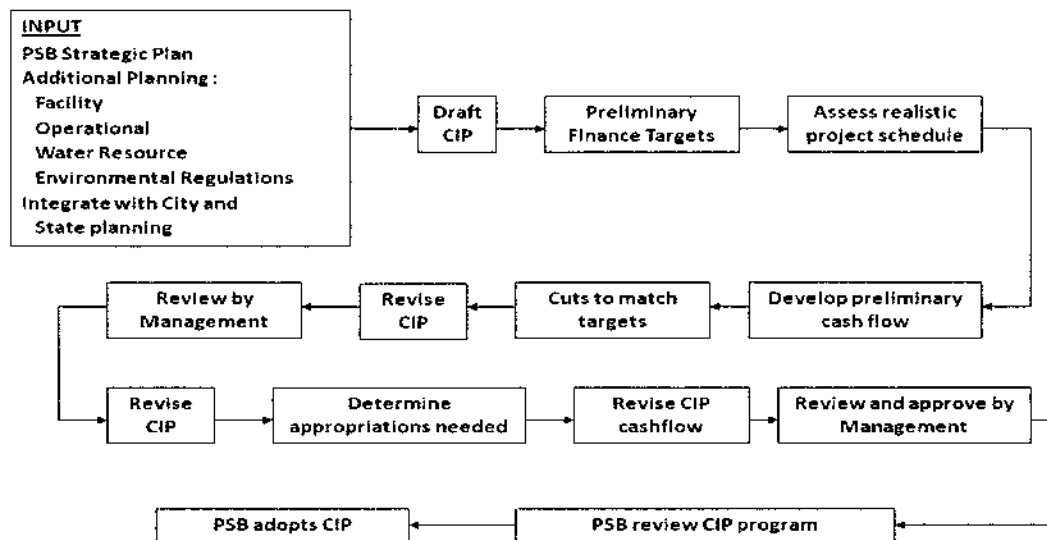 INPUT
PSB Strategic Plan
Additional Planning :
Facility
Operational
Water Resource
Environmental Regulations
Integrate with City and
State planning
Draft
CIP
Preliminary
Finance Targets
Assess realistic
project schedule
Review by
Management
Revise
CIP
Cuts to match
targets
Develop preliminary
cash flow
Revise
CIP
Determine
appropriations needed
Revise CIP
cashflow
Review and approve by
Management
PSB adopts CIP
PSB review CIP program